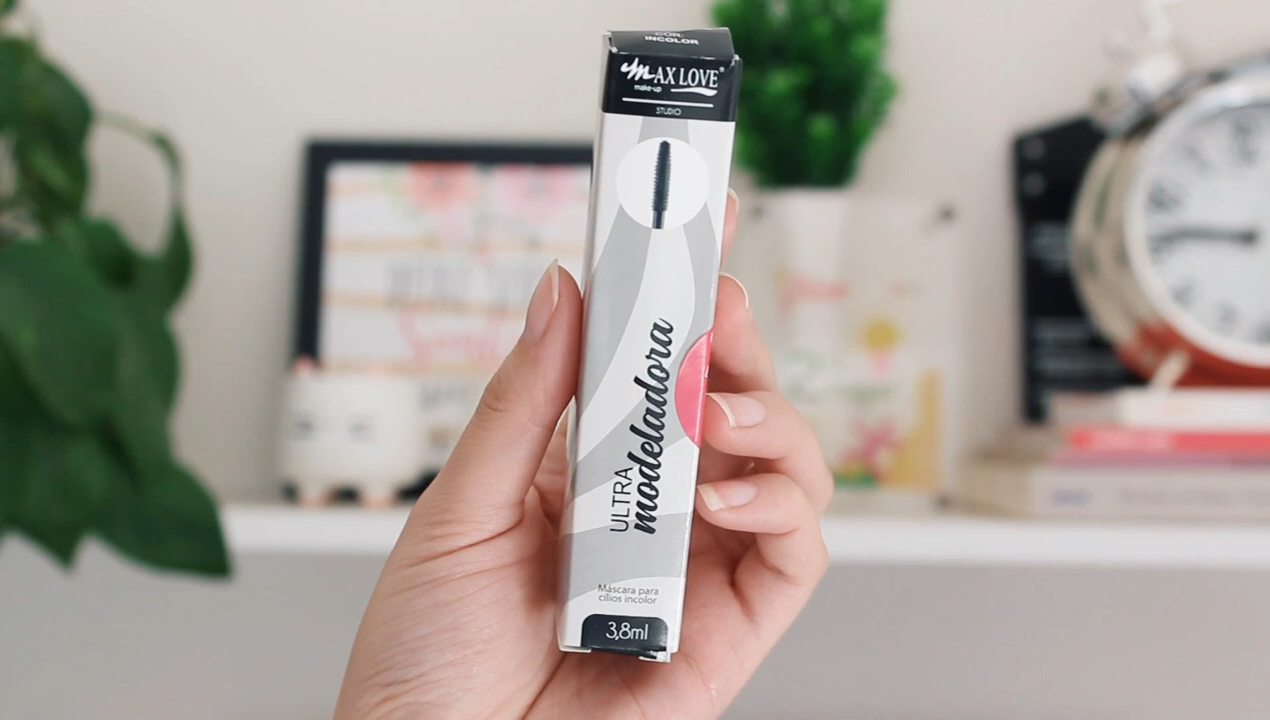 COR:
INCOLOR
MAX LOVE
make-up
STUDIO
ULTRA
modeladora
Máscara para
cílios incolor
3,8ml